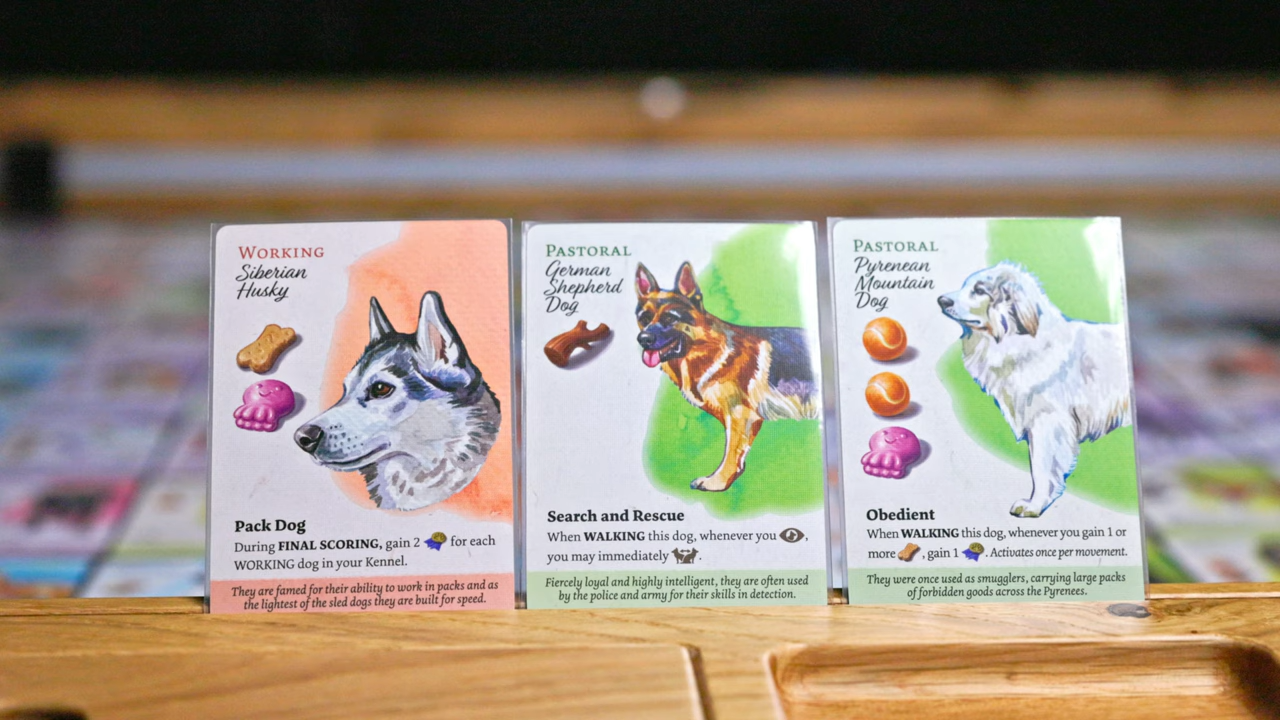 WORKING
Siberian
Husky
Pack Dog
During FINAL SCORING, gain 2 for each
WORKING dog in your Kennel.
They are famed for their ability to work in packs and as
the lightest of the sled dogs they are built for speed.
PASTORAL
German
Shepherd
Dog
Search and Rescue
When WALKING this dog, whenever you ,
you may immediately .
Fiercely loyal and highly intelligent, they are often used
by the police and army for their skills in detection.
PASTORAL
Pyrenean
Mountain
Dog
Obedient
When WALKING this dog, whenever you gain 1 or
more , gain 1 . Activates once per movement.
They were once used as smugglers, carrying large packs
of forbidden goods across the Pyrenees.